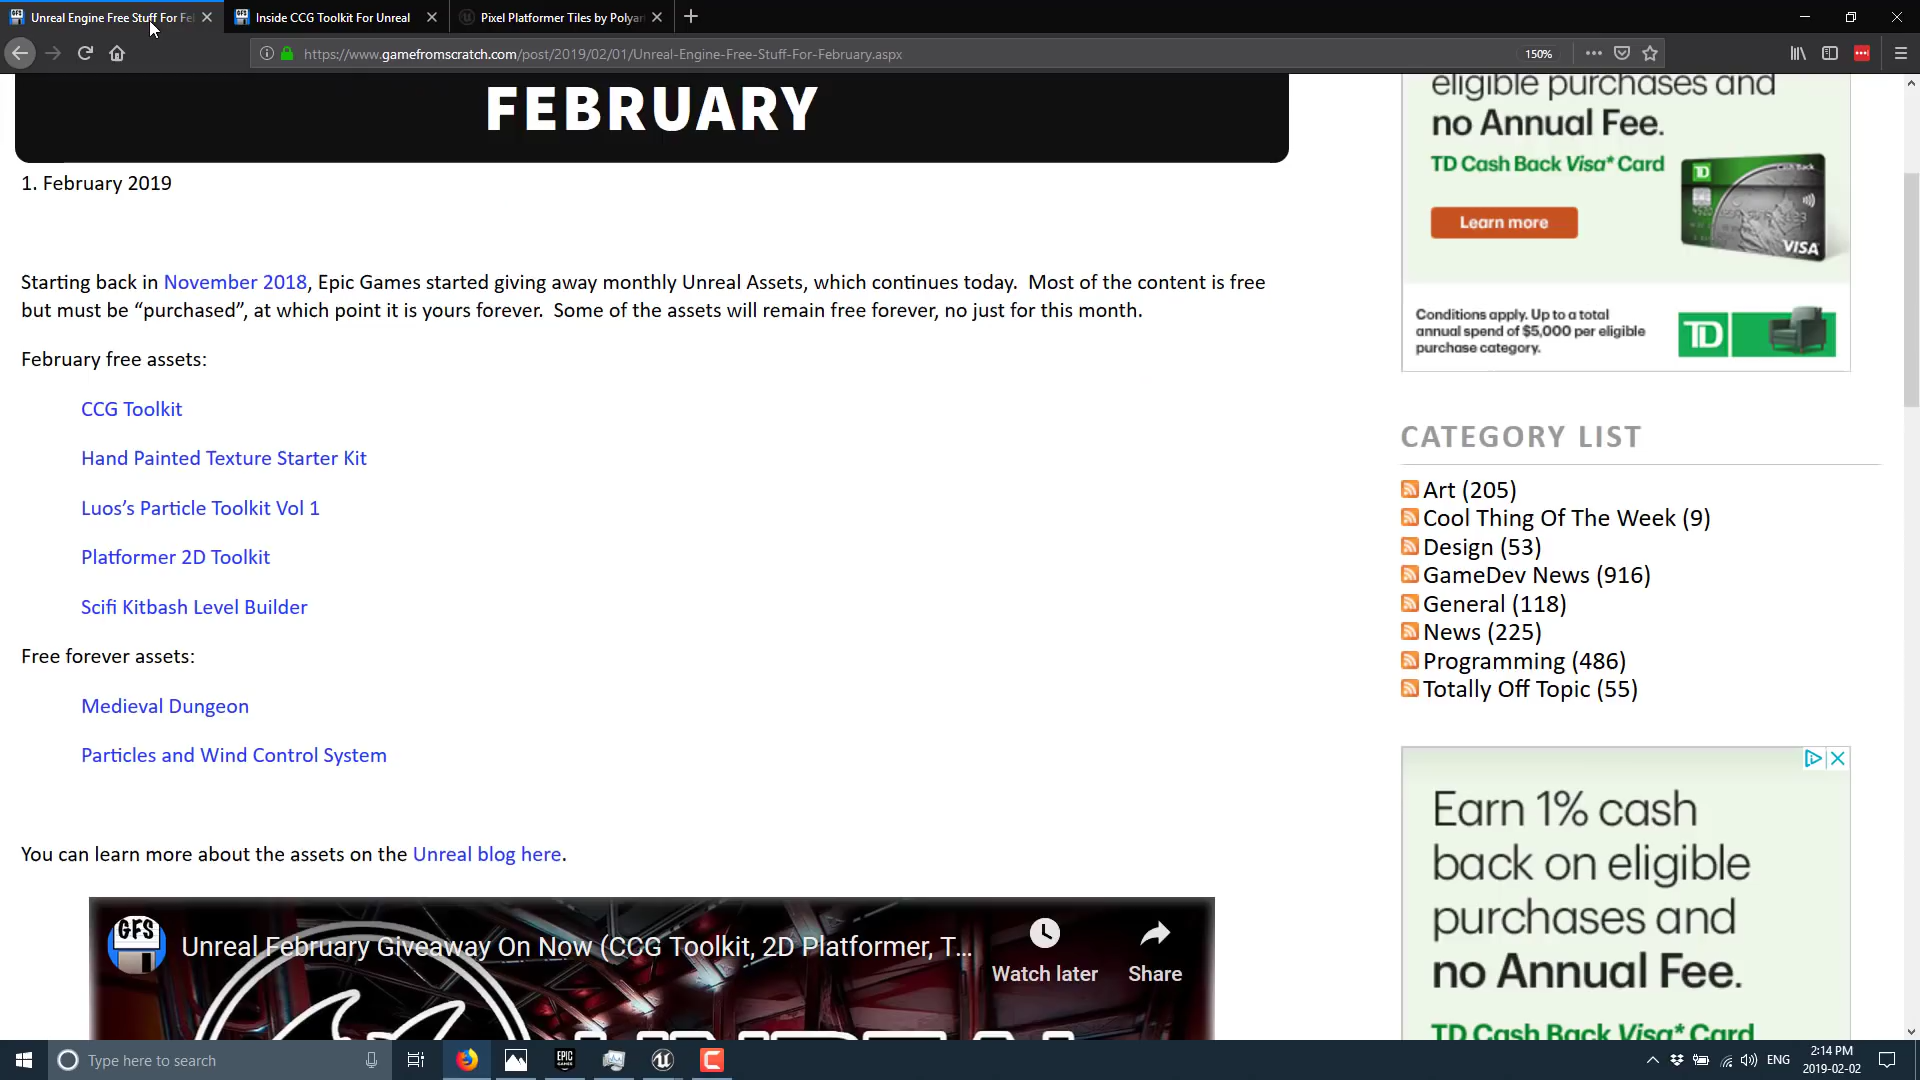 Unreal Engine Free Stuff For Fe
Inside CCG Toolkit For Unreal
Pixel Platformer Tiles by Polyar
https://www.gamefromscratch.com/post/2019/02/01/Unreal-Engine-Free-Stuff-For-February.aspx
150%
FEBRUARY
1. February 2019
Starting back in November 2018, Epic Games started giving away monthly Unreal Assets, which continues today.  Most of the content is free
but must be “purchased”, at which point it is yours forever.  Some of the assets will remain free forever, no just for this month.
February free assets:
CCG Toolkit
Hand Painted Texture Starter Kit
Luos’s Particle Toolkit Vol 1
Platformer 2D Toolkit
Scifi Kitbash Level Builder
Free forever assets:
Medieval Dungeon
Particles and Wind Control System
You can learn more about the assets on the Unreal blog here.
GFS
Unreal February Giveaway On Now (CCG Toolkit, 2D Platformer, T...
Watch later
Share
eligible purchases and
no Annual Fee.
TD Cash Back Visa* Card
Learn more
TD
Cash Back
VISA
Conditions apply. Up to a total
annual spend of $5,000 per eligible
purchase category.
TD
CATEGORY LIST
Art (205)
Cool Thing Of The Week (9)
Design (53)
GameDev News (916)
General (118)
News (225)
Programming (486)
Totally Off Topic (55)
Earn 1% cash
back on eligible
purchases and
no Annual Fee.
TD Cash Back Visa* Card
Type here to search
EPIC
GAMES
ENG
2:14 PM
2019-02-02